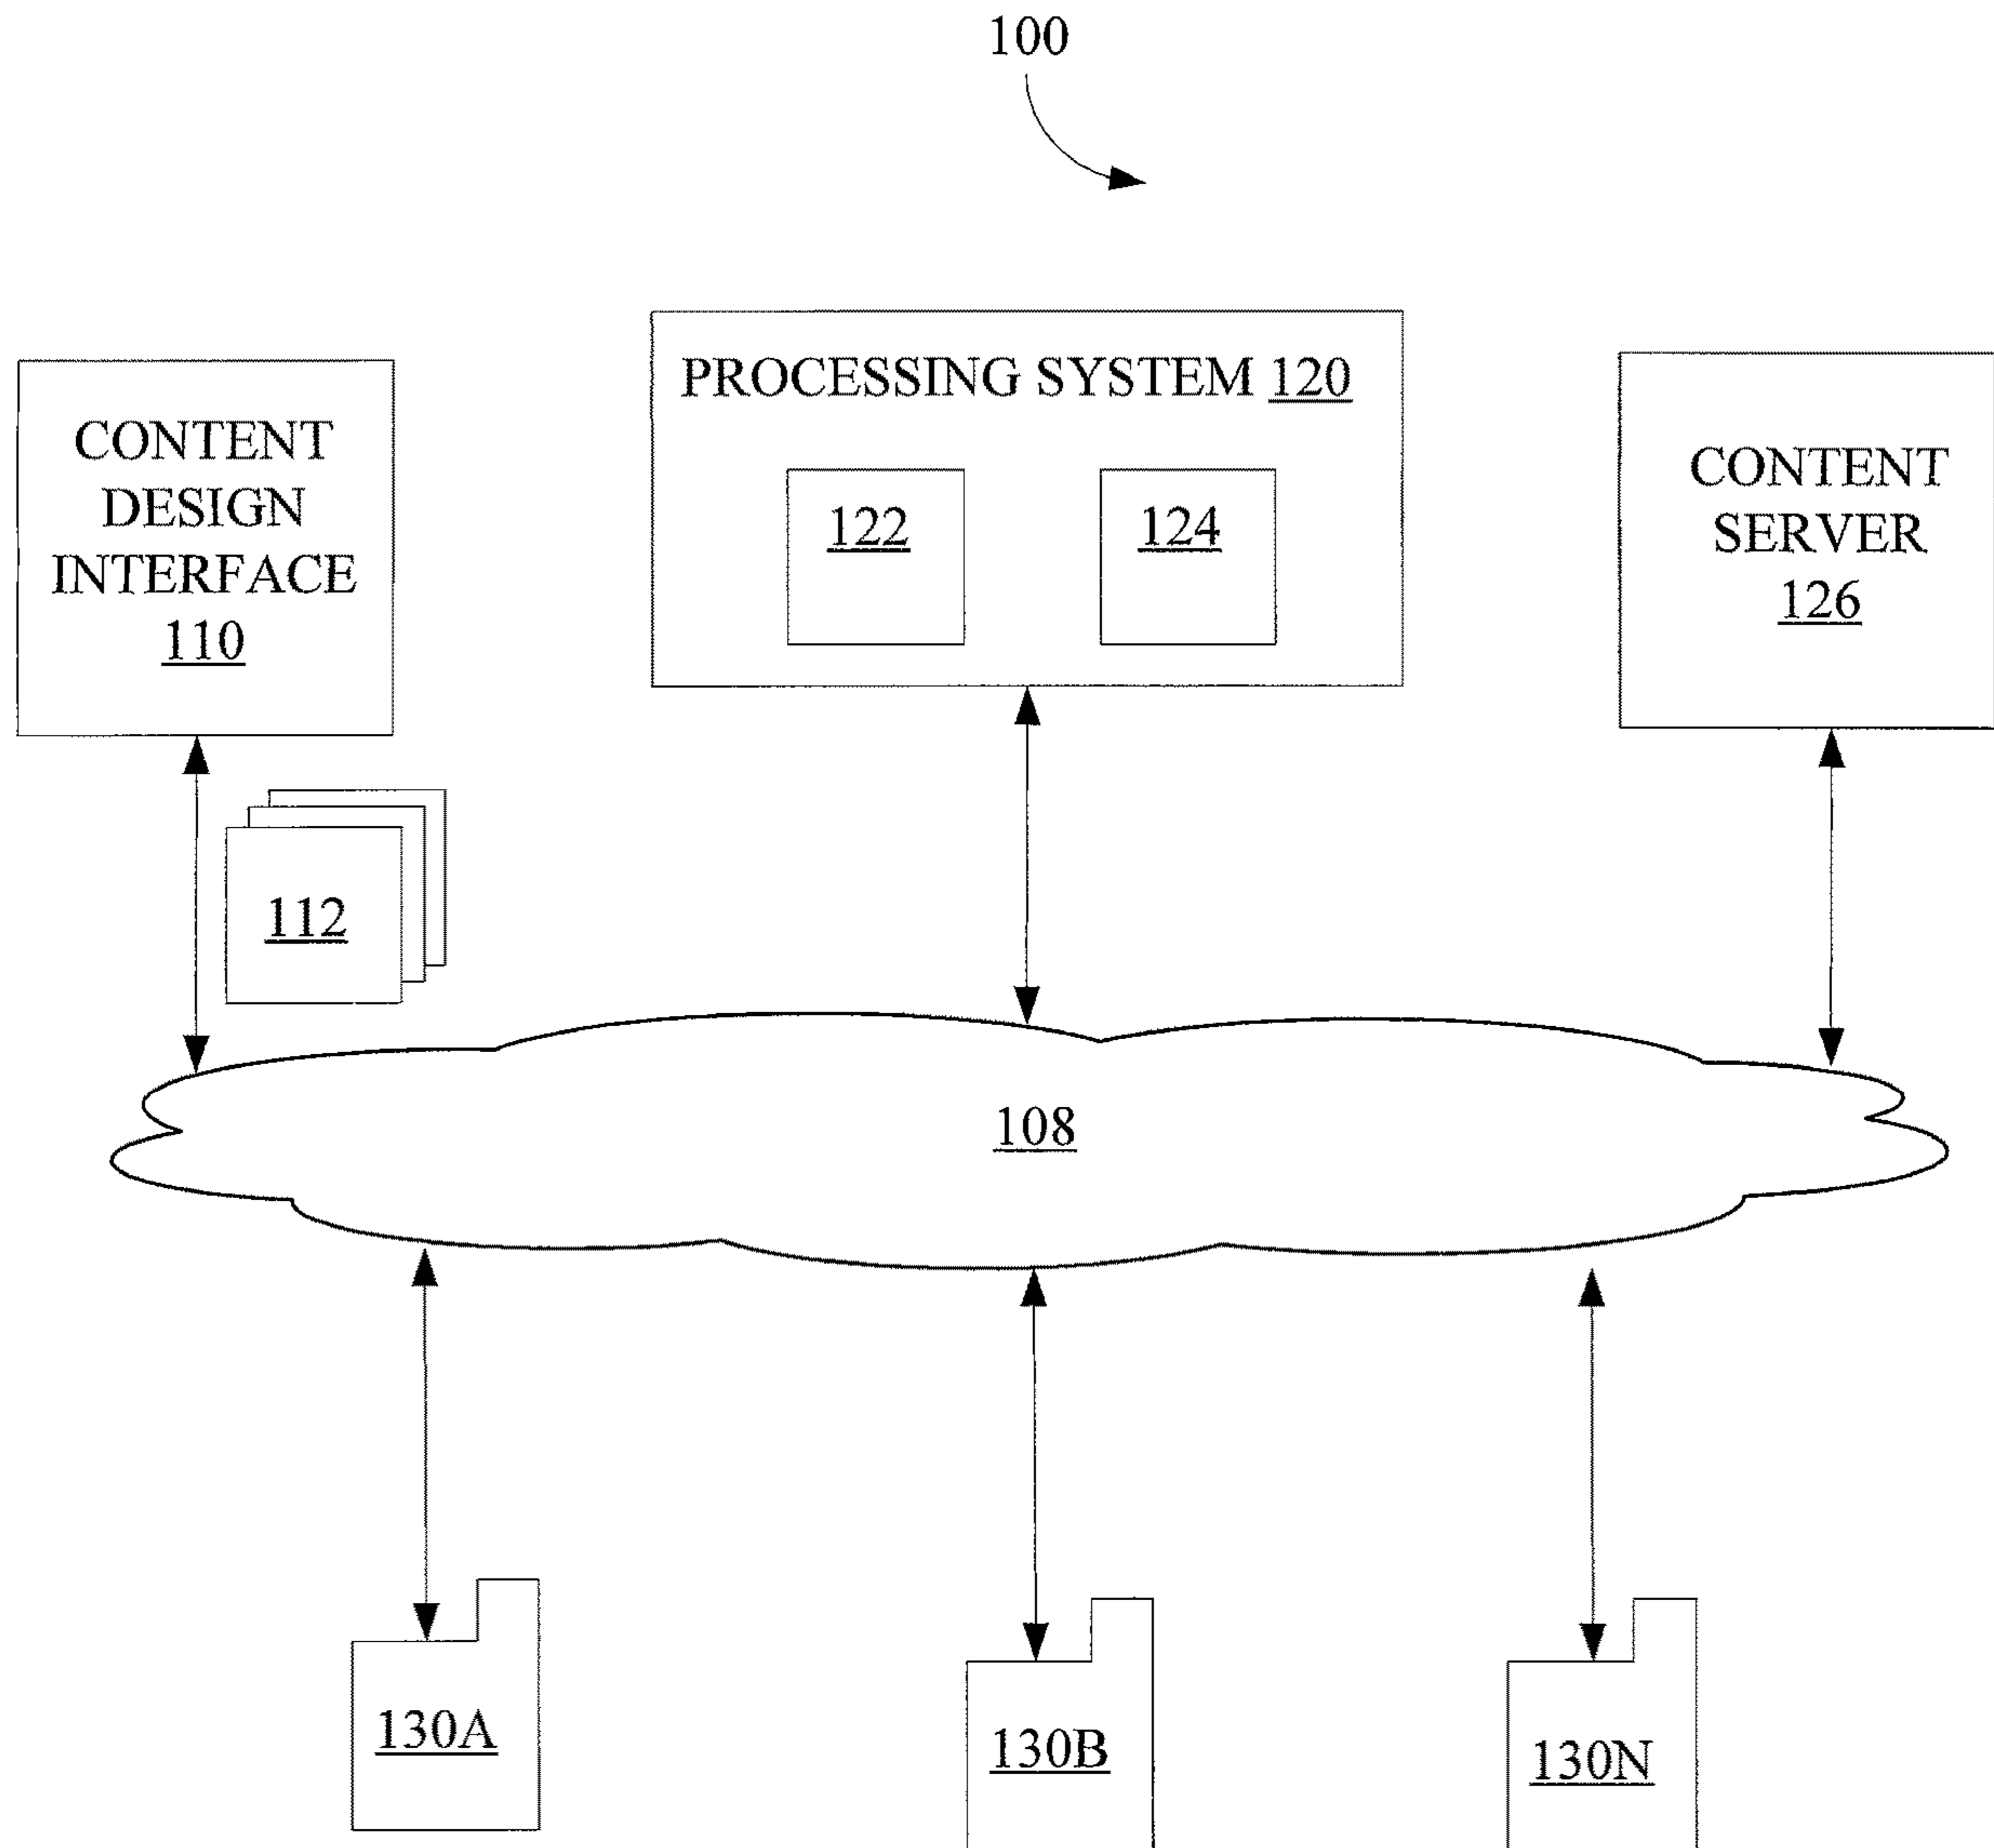 100
PROCESSING SYSTEM 120
122
124
CONTENT
DESIGN
INTERFACE
110
CONTENT
SERVER
126
112
108
130A
130B
130N